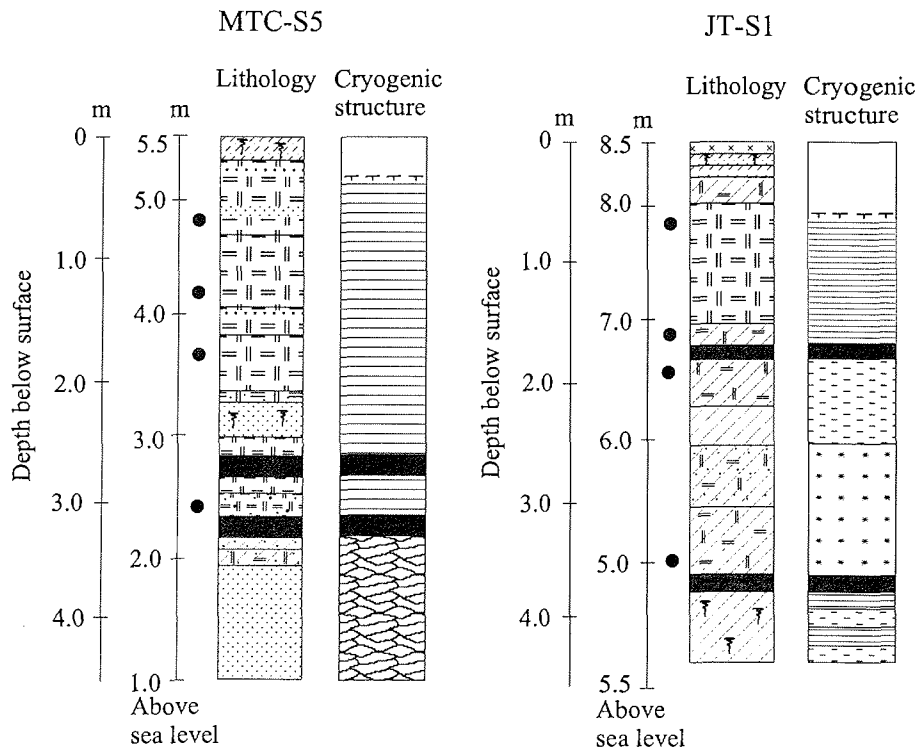 MTC-S5
Lithology
Cryogenic
structure
m
m
0
1.0
2.0
3.0
4.0
Depth below surface
5.5
5.0
4.0
3.0
2.0
1.0
Above
sea level
JT-S1
Lithology
Cryogenic
structure
m
m
0
1.0
2.0
3.0
4.0
Depth below surface
8.5
8.0
7.0
6.0
5.0
5.5
Above
sea level